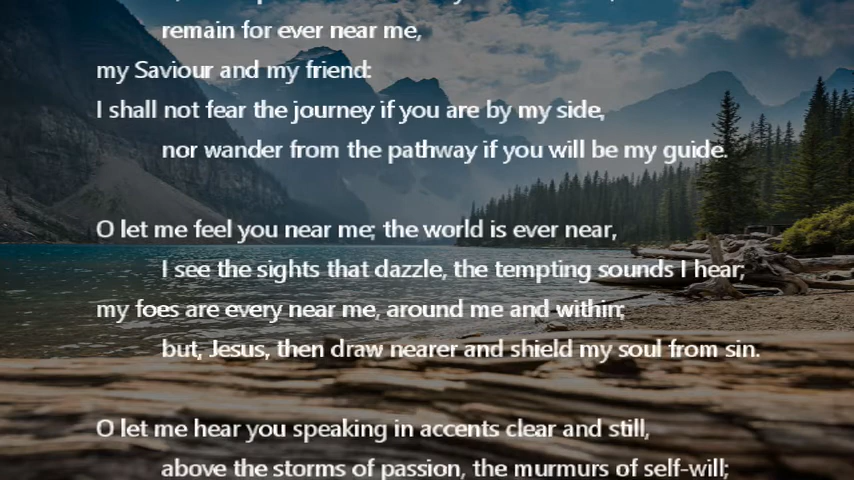 remain for ever near me,
my Saviour and my friend:
I shall not fear the journey if you are by my side,
nor wander from the pathway if you will be my guide.
O let me feel you near me; the world is ever near,
I see the sights that dazzle, the tempting sounds I hear;
my foes are every near me, around me and within;
but, Jesus, then draw nearer and shield my soul from sin.
O let me hear you speaking in accents clear and still,
above the storms of passion, the murmurs of self-will;